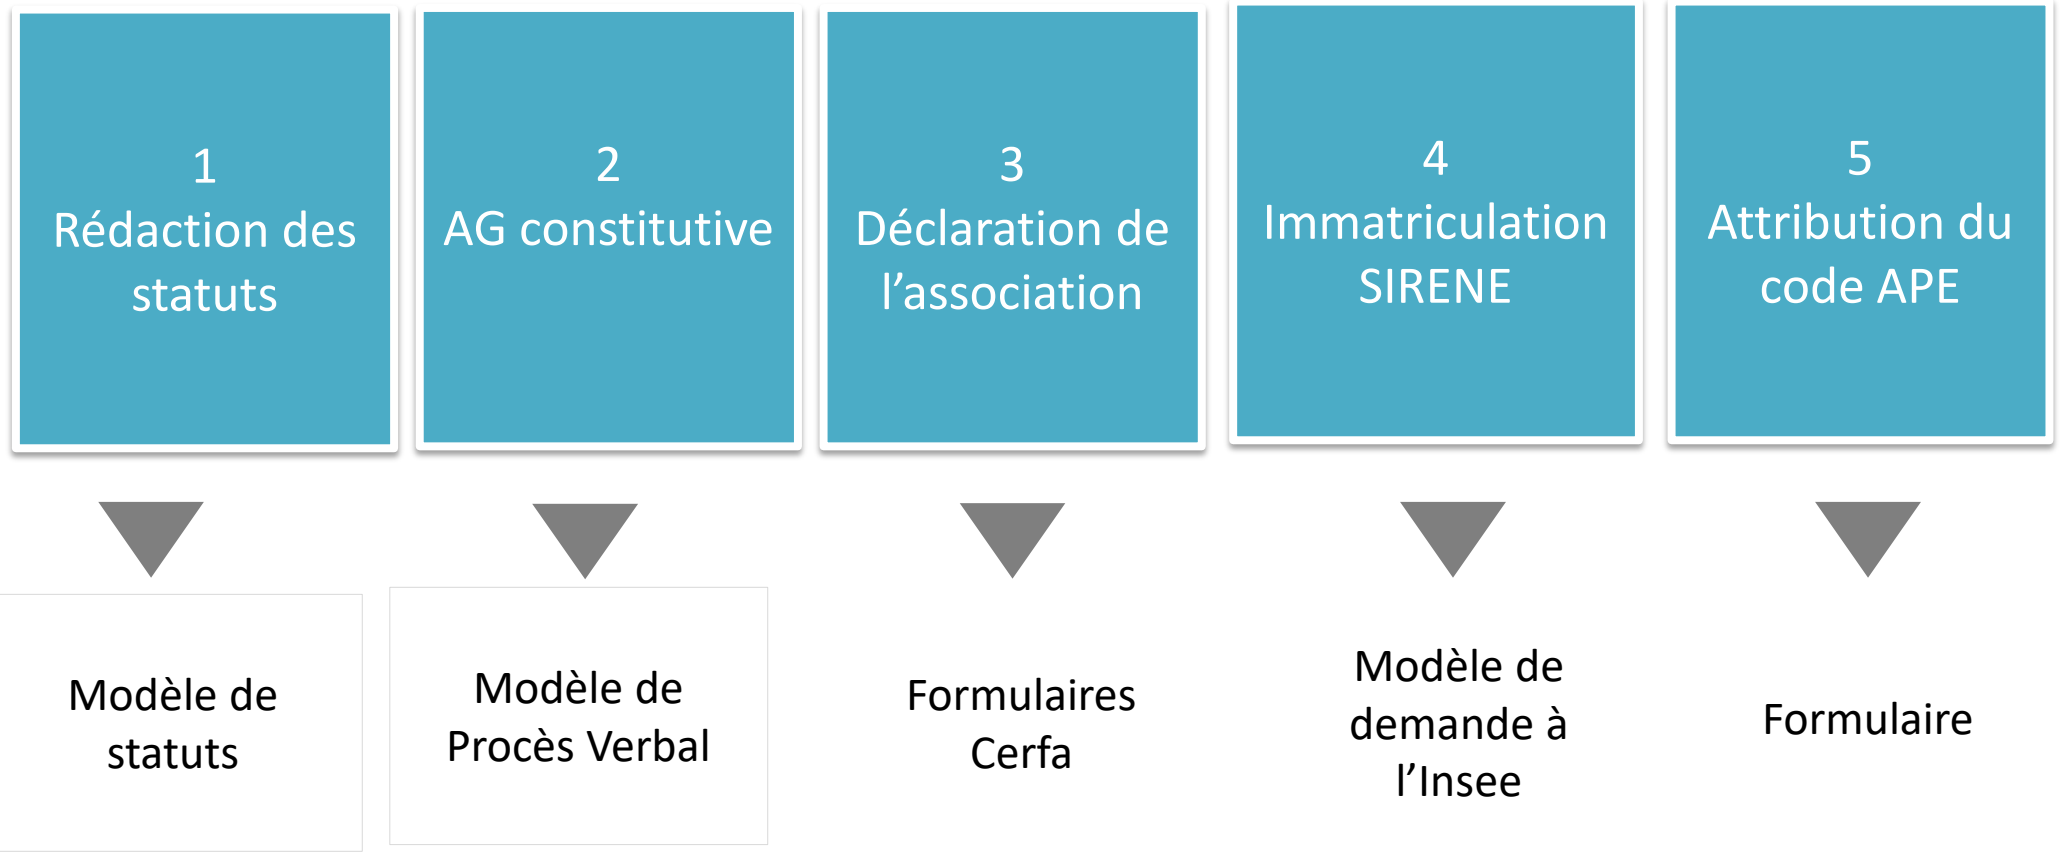 1
Rédaction des
statuts
2
AG constitutive
3
Déclaration de
l’association
4
Immatriculation
SIRENE
5
Attribution du
code APE
Modèle de
statuts
Modèle de
Procès Verbal
Formulaires
Cerfa
Modèle de
demande à
l’Insee
Formulaire